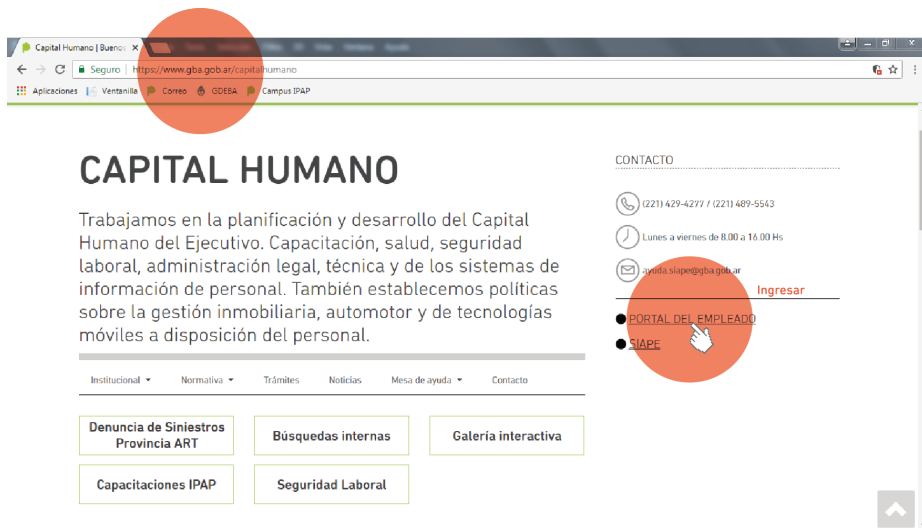 Capital Humano | Buenos
Seguro | https://www.gba.gob.ar/capitalhumano
Aplicaciones Ventanilla Correo GDEBA Campus IPAP
CAPITAL HUMANO
Trabajamos en la planificación y desarrollo del Capital
Humano del Ejecutivo. Capacitación, salud, seguridad
laboral, administración legal, técnica y de los sistemas de
información de personal. También establecemos políticas
sobre la gestión inmobiliaria, automotor y de tecnologías
móviles a disposición del personal.
Institucional Normativa Trámites Noticias Mesa de ayuda Contacto
Denuncia de Siniestros
Provincia ART
Búsquedas internas
Galería interactiva
Capacitaciones IPAP
Seguridad Laboral
CONTACTO
(221) 429-4277 / (221) 489-5543
Lunes a viernes de 8.00 a 16.00 Hs
ayuda.siape@gba.gob.ar
Ingresar
PORTAL DEL EMPLEADO
SIAPE